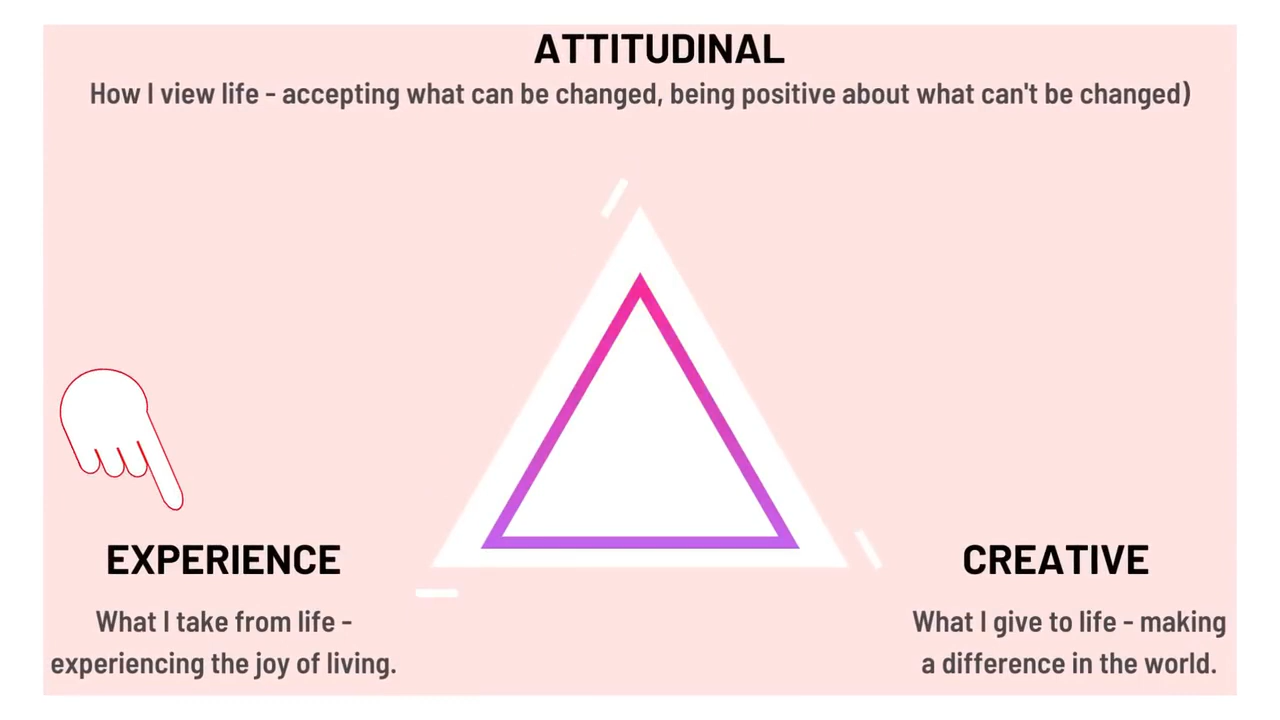 ATTITUDINAL
How I view life - accepting what can be changed, being positive about what can't be changed)
EXPERIENCE
What I take from life -
experiencing the joy of living.
CREATIVE
What I give to life - making
a difference in the world.